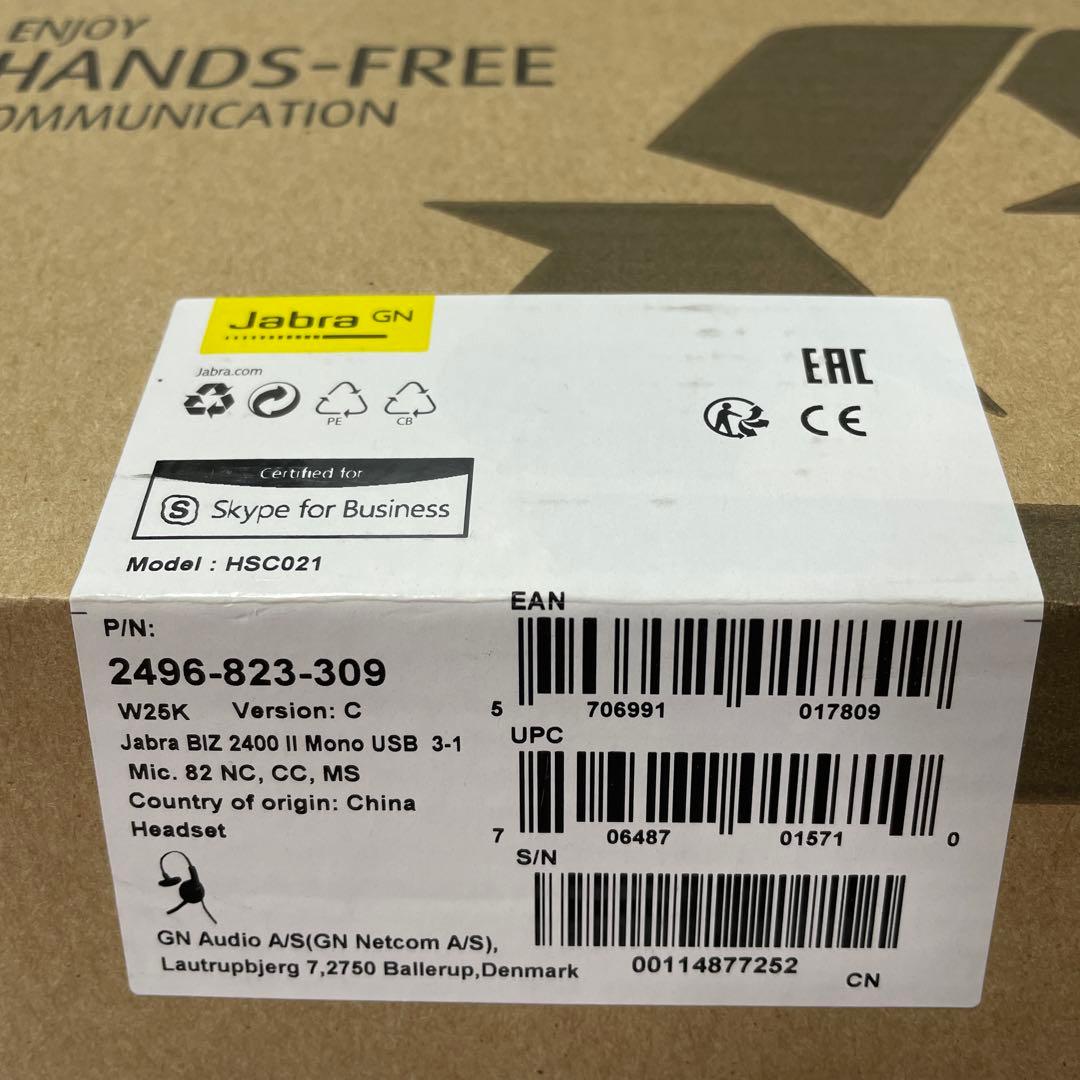 ENJOY
HANDS-FREE
OMMUNICATION
Jabra GN
Jabra.com
PE
CB
EAC
CE
Certified for
S Skype for Business
Model : HSC021
P/N:
2496-823-309
W25K Version: C
Jabra BIZ 2400 II Mono USB 3-1
Mic. 82 NC, CC, MS
Country of origin: China
Headset
GN Audio A/S(GN Netcom A/S),
Lautrupbjerg 7,2750 Ballerup,Denmark
EAN
5 706991 017809
UPC
7 06487 01571 0
S/N
00114877252
CN